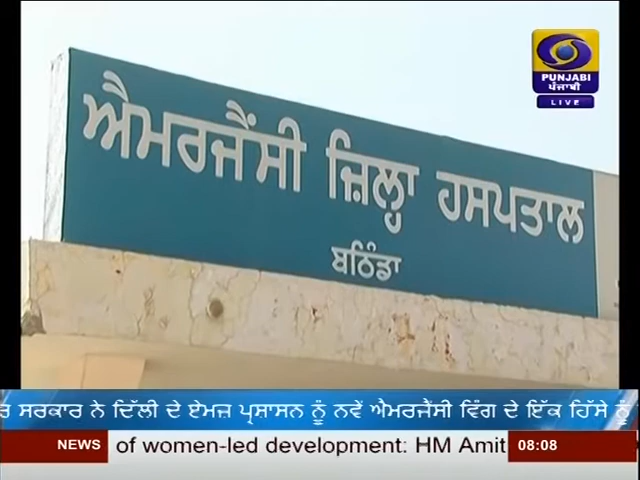 PUNJABI
ਪੰਜਾਬੀ
LIVE
ਐਮਰਜੈਂਸੀ ਜ਼ਿਲ੍ਹਾ ਹਸਪਤਾਲ
ਬਠਿੰਡਾ
ਸਰਕਾਰ ਨੇ ਦਿੱਲੀ ਦੇ ਏਮਜ਼ ਪ੍ਰਸ਼ਾਸਨ ਨੂੰ ਨਵੇਂ ਐਮਰਜੈਂਸੀ ਵਿੰਗ ਦੇ ਇੱਕ ਹਿੱਸੇ ਨੂੰ
NEWS of women-led development: HM Amit 08:08